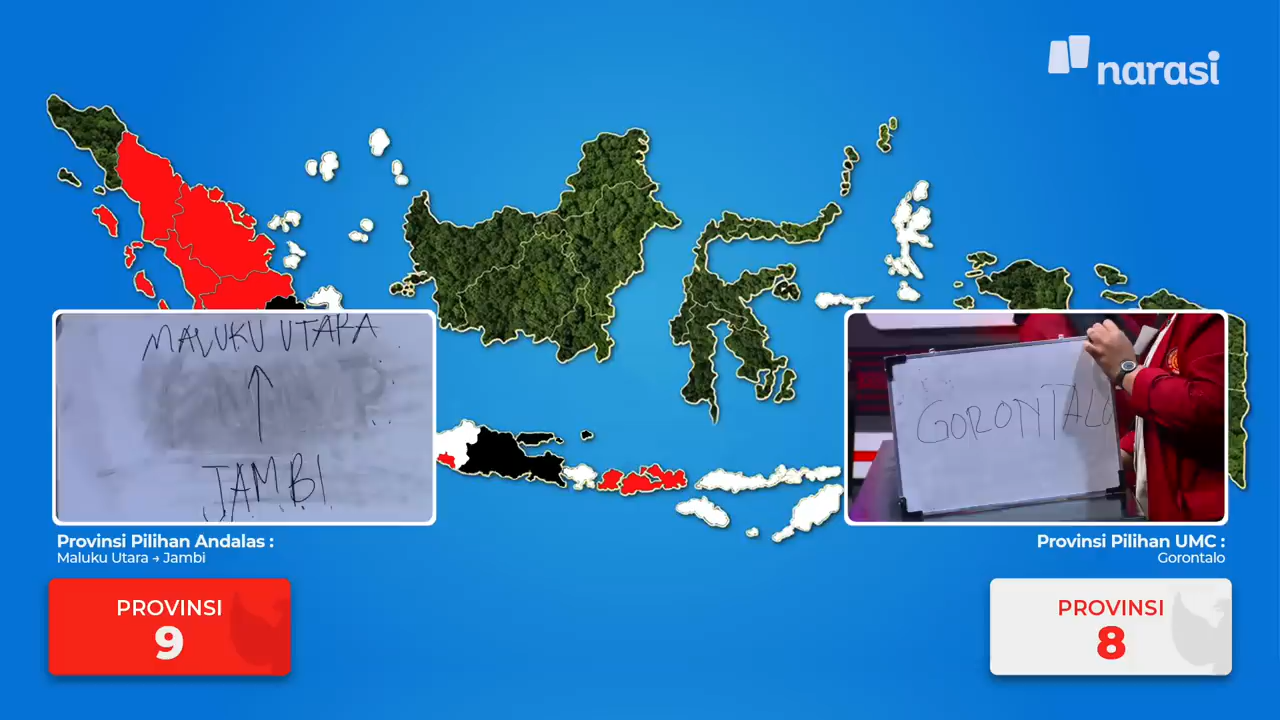 narasi
MALUKU UTARA
↑
JAMBI
GORONTALO
Provinsi Pilihan Andalas :
Maluku Utara → Jambi
Provinsi Pilihan UMC :
Gorontalo
PROVINSI
9
PROVINSI
8